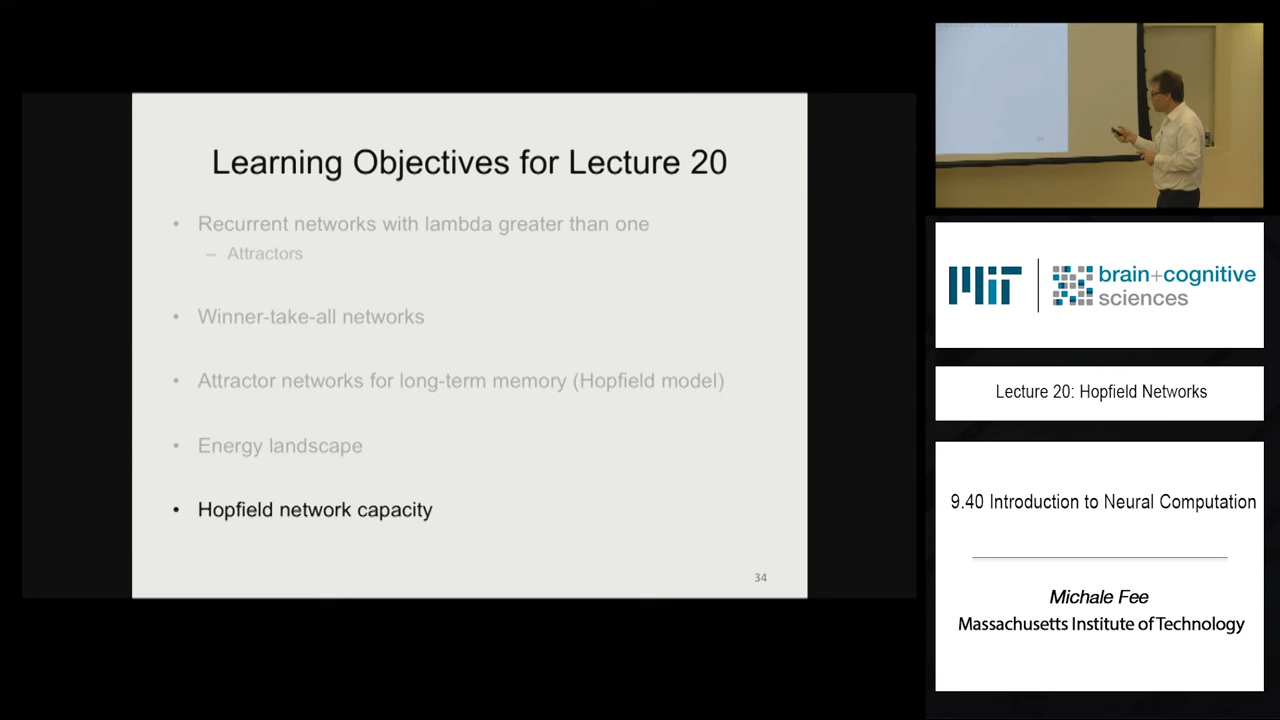 Learning Objectives for Lecture 20
• Recurrent networks with lambda greater than one
– Attractors
• Winner-take-all networks
• Attractor networks for long-term memory (Hopfield model)
• Energy landscape
• Hopfield network capacity
34
MIT
brain+cognitive
sciences
Lecture 20: Hopfield Networks
9.40 Introduction to Neural Computation
Michale Fee
Massachusetts Institute of Technology